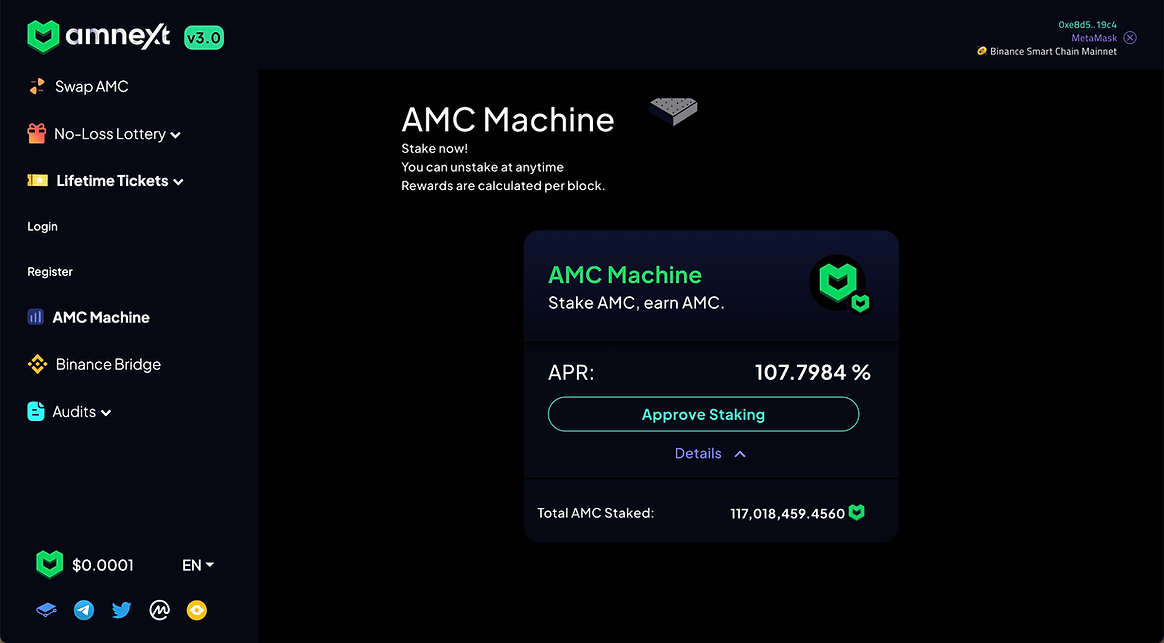 amnext v3.0
0xe8d5..19c4
MetaMask
Binance Smart Chain Mainnet
Swap AMC
No-Loss Lottery
Lifetime Tickets
Login
Register
AMC Machine
Binance Bridge
Audits
$0.0001 EN
AMC Machine
Stake now!
You can unstake at anytime
Rewards are calculated per block.
AMC Machine
Stake AMC, earn AMC.
APR: 107.7984 %
Approve Staking
Details
Total AMC Staked: 117,018,459.4560